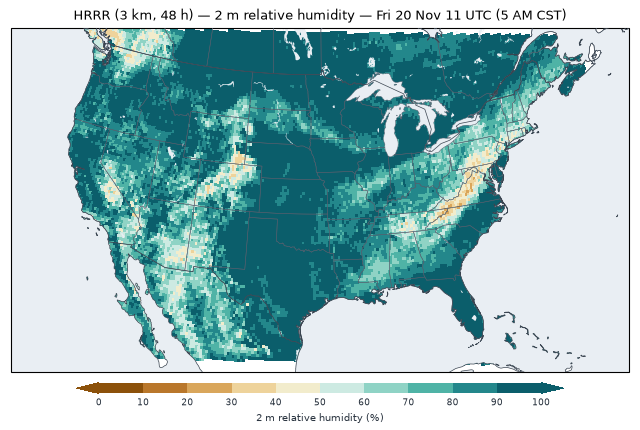 HRRR (3 km, 48 h) — 2 m relative humidity — Fri 20 Nov 11 UTC (5 AM CST)
0 10 20 30 40 50 60 70 80 90 100
2 m relative humidity (%)